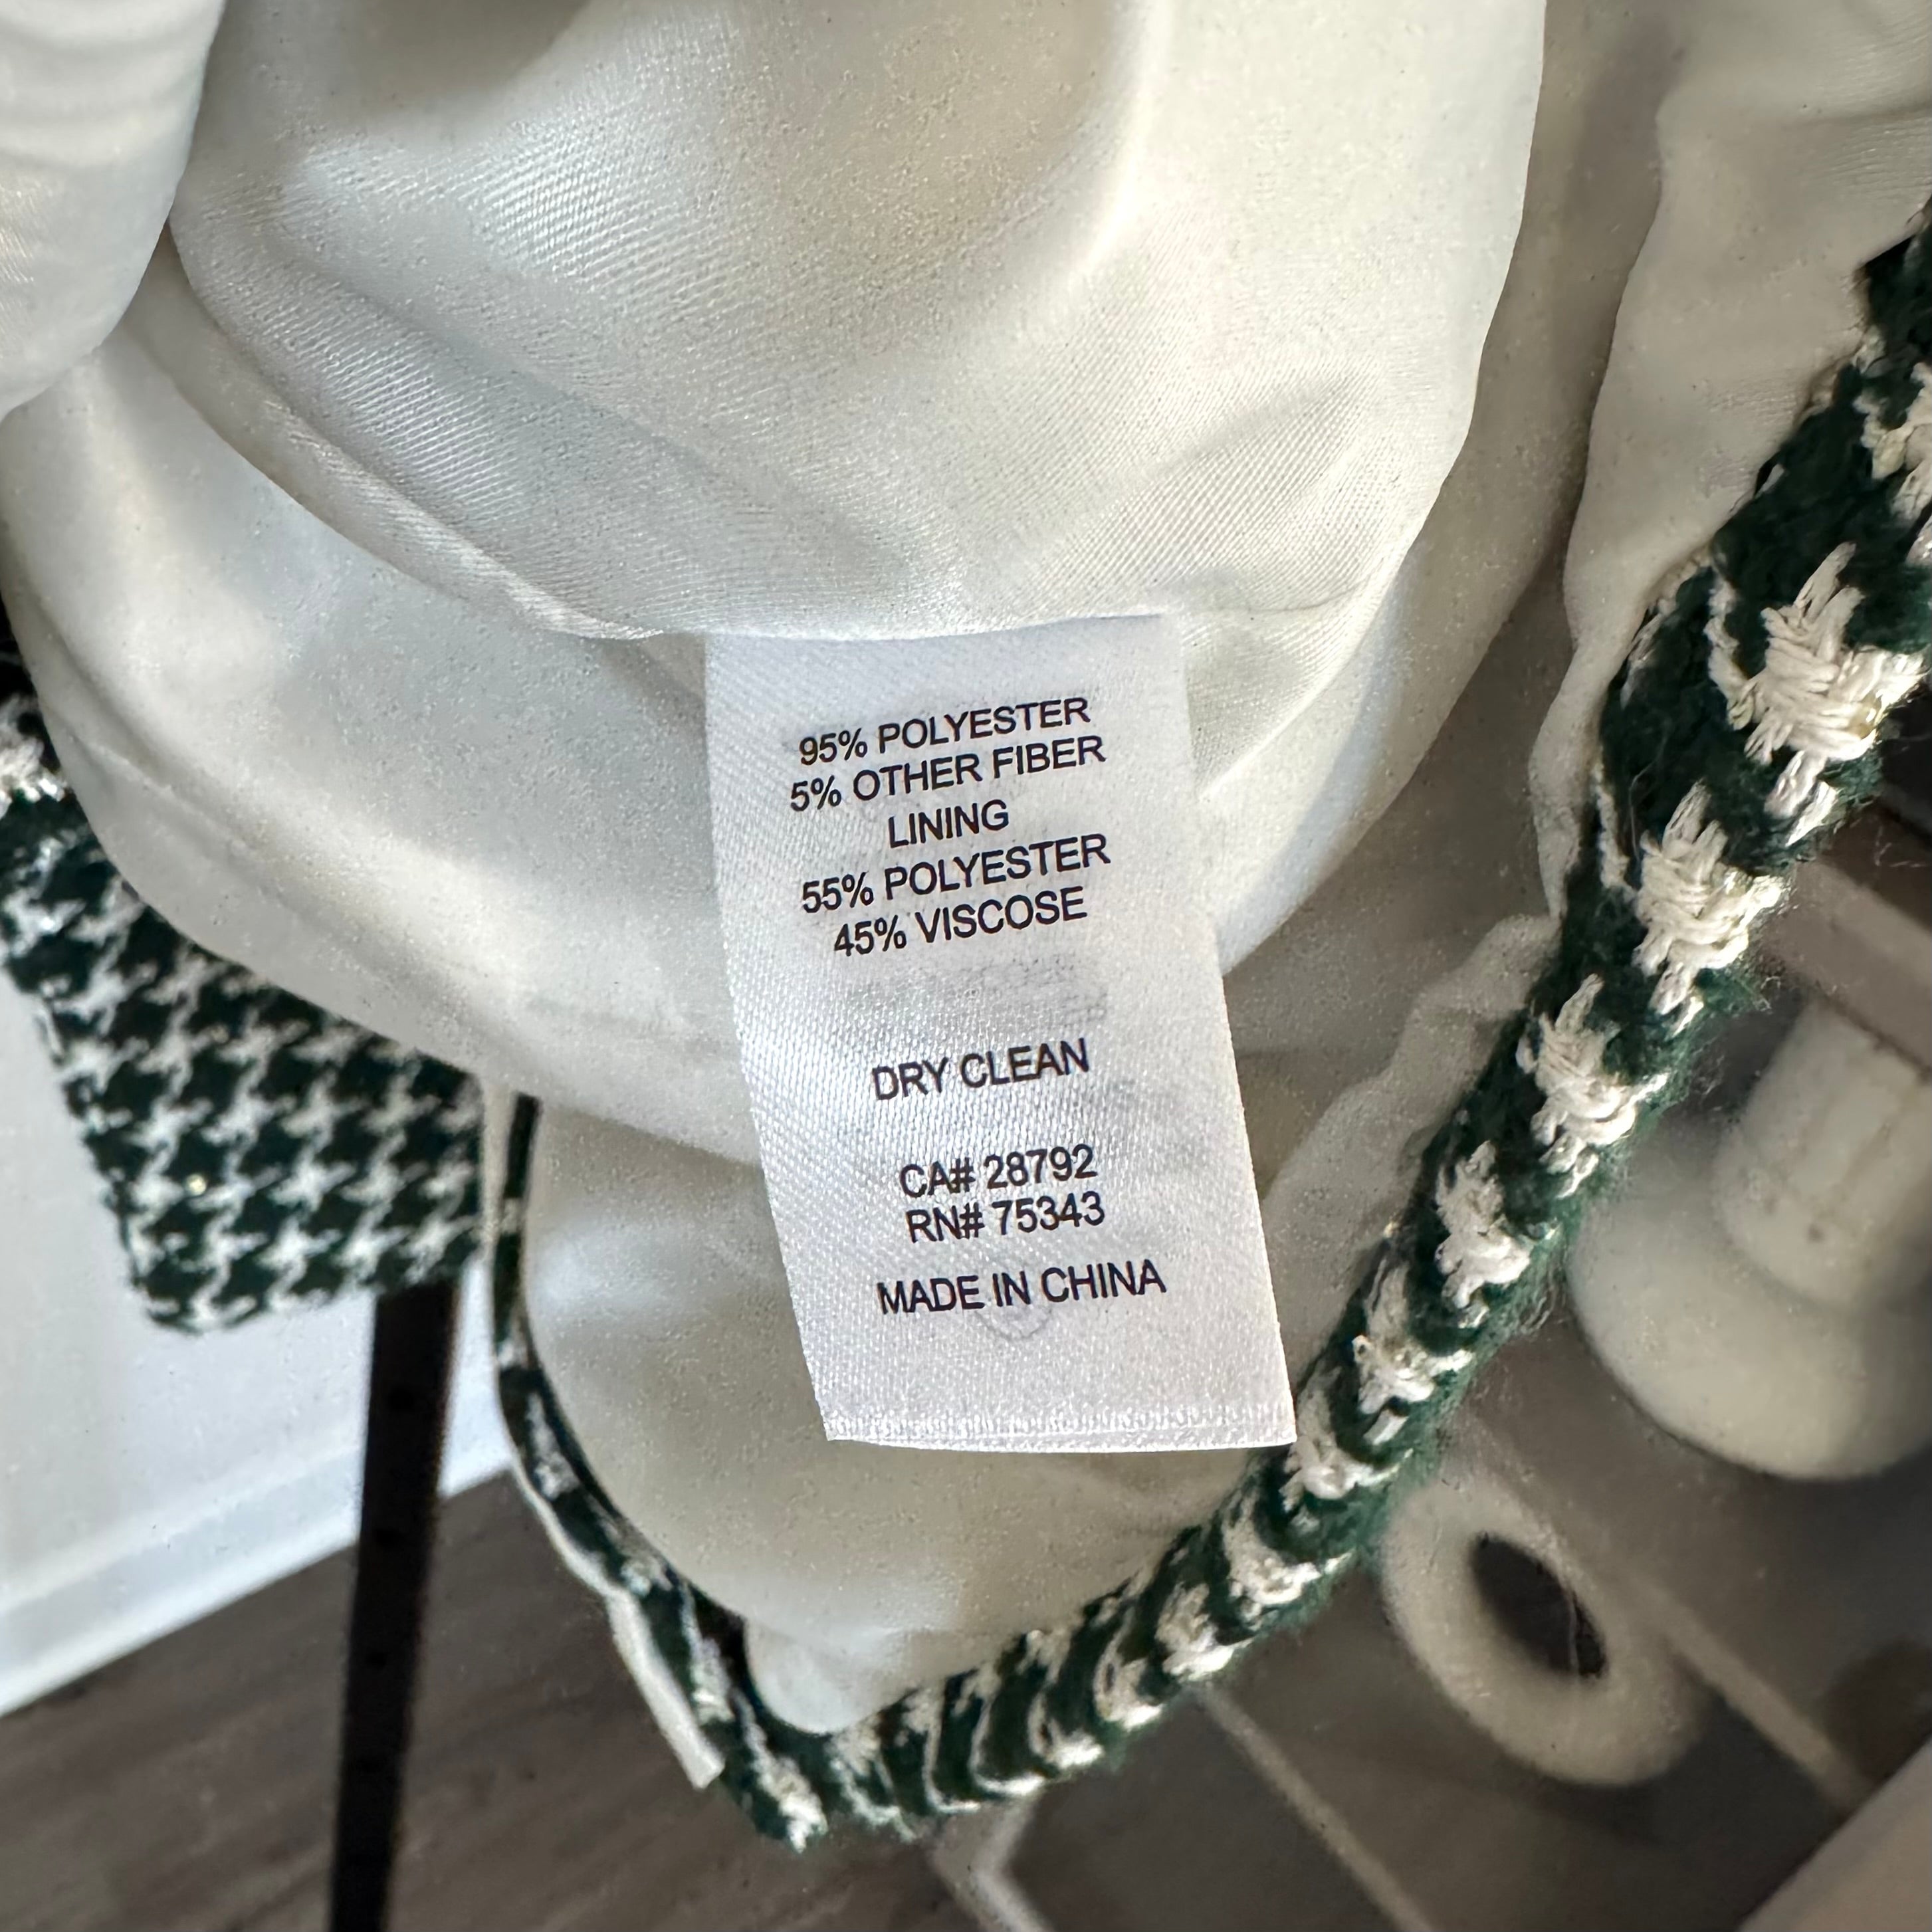 95% POLYESTER
5% OTHER FIBER
LINING
55% POLYESTER
45% VISCOSE
DRY CLEAN
CA# 28792
RN# 75343
MADE IN CHINA